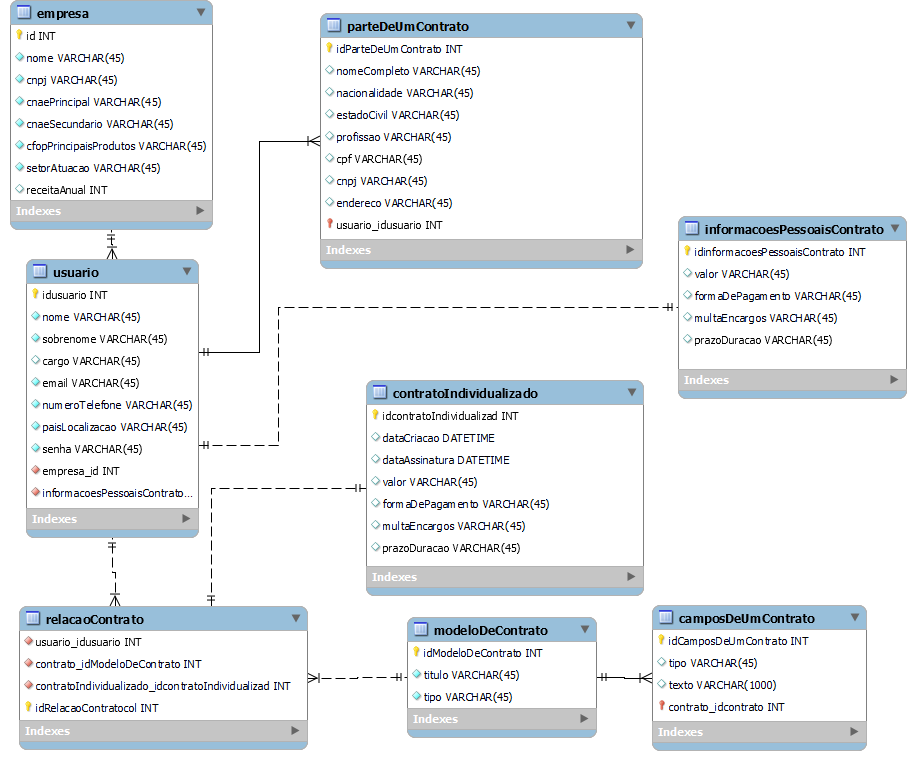 empresa
id INT
nome VARCHAR(45)
cnpj VARCHAR(45)
cnaePrincipal VARCHAR(45)
cnaeSecundario VARCHAR(45)
cfopPrincipaisProdutos VARCHAR(45)
setorAtuacao VARCHAR(45)
receitaAnual INT
Indexes
parteDeUmContrato
idParteDeUmContrato INT
nomeCompleto VARCHAR(45)
nacionalidade VARCHAR(45)
estadoCivil VARCHAR(45)
profissao VARCHAR(45)
cpf VARCHAR(45)
cnpj VARCHAR(45)
endereco VARCHAR(45)
usuario_idusuario INT
Indexes
informacoesPessoaisContrato
idinformacoesPessoaisContrato INT
valor VARCHAR(45)
formaDePagamento VARCHAR(45)
multaEncargos VARCHAR(45)
prazoDuracao VARCHAR(45)
Indexes
usuario
idusuario INT
nome VARCHAR(45)
sobrenome VARCHAR(45)
cargo VARCHAR(45)
email VARCHAR(45)
numeroTelefone VARCHAR(45)
paisLocalizacao VARCHAR(45)
senha VARCHAR(45)
empresa_id INT
informacoesPessoaisContrato...
Indexes
contratoIndividualizado
idcontratoIndividualizad INT
dataCriacao DATETIME
dataAssinatura DATETIME
valor VARCHAR(45)
formaDePagamento VARCHAR(45)
multaEncargos VARCHAR(45)
prazoDuracao VARCHAR(45)
Indexes
relacaoContrato
usuario_idusuario INT
contrato_idModeloDeContrato INT
contratoIndividualizado_idcontratoIndividualizad INT
idRelacaoContratocol INT
Indexes
modeloDeContrato
idModeloDeContrato INT
titulo VARCHAR(45)
tipo VARCHAR(45)
Indexes
camposDeUmContrato
idCamposDeUmContrato INT
tipo VARCHAR(45)
texto VARCHAR(1000)
contrato_idcontrato INT
Indexes